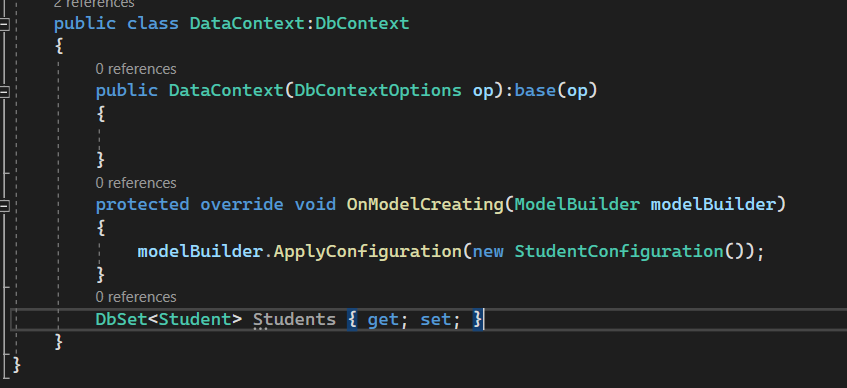 2 references
public class DataContext:DbContext
{
0 references
public DataContext(DbContextOptions op):base(op)
{
}
0 references
protected override void OnModelCreating(ModelBuilder modelBuilder)
{
modelBuilder.ApplyConfiguration(new StudentConfiguration());
}
0 references
DbSet<Student> Students { get; set; }
}
}